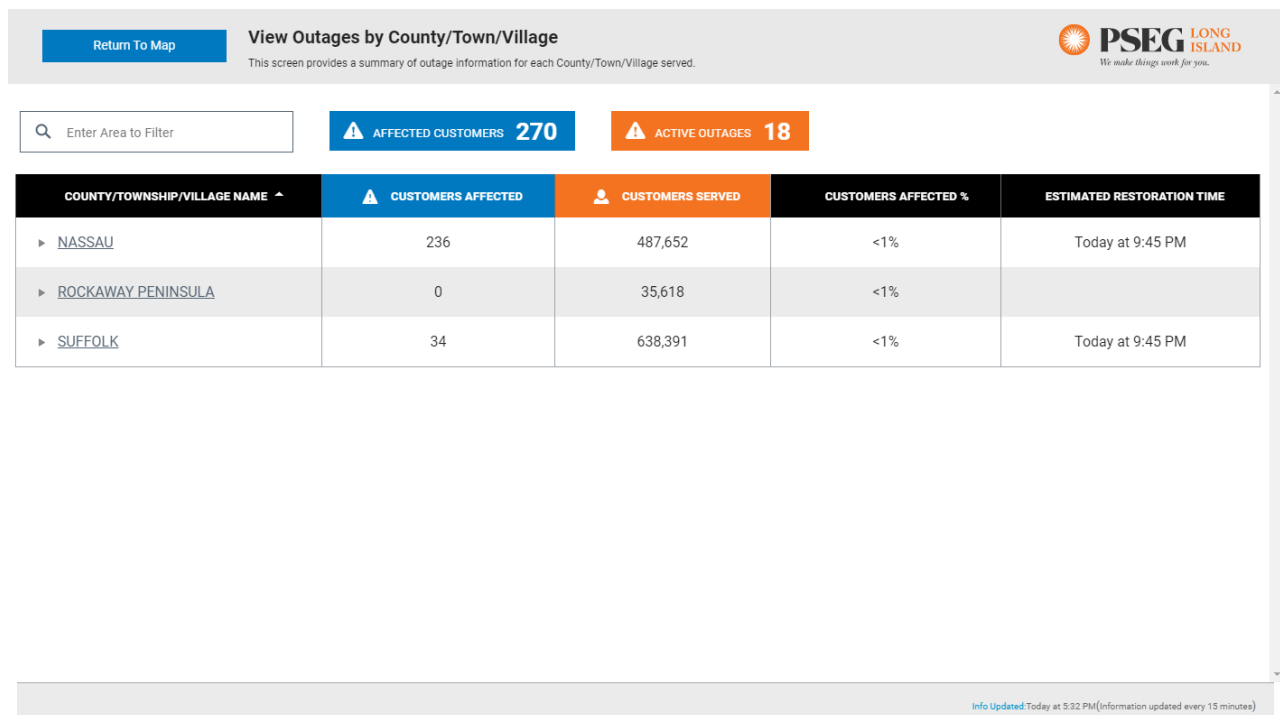 Return To Map
View Outages by County/Town/Village
This screen provides a summary of outage information for each County/Town/Village served.
PSEG LONG ISLAND
We make things work for you.
Enter Area to Filter
AFFECTED CUSTOMERS 270
ACTIVE OUTAGES 18
COUNTY/TOWNSHIP/VILLAGE NAME CUSTOMERS AFFECTED CUSTOMERS SERVED CUSTOMERS AFFECTED % ESTIMATED RESTORATION TIME
NASSAU 236 487,652 <1% Today at 9:45 PM
ROCKAWAY PENINSULA 0 35,618 <1%
SUFFOLK 34 638,391 <1% Today at 9:45 PM
Info Updated:Today at 5:32 PM(Information updated every 15 minutes)